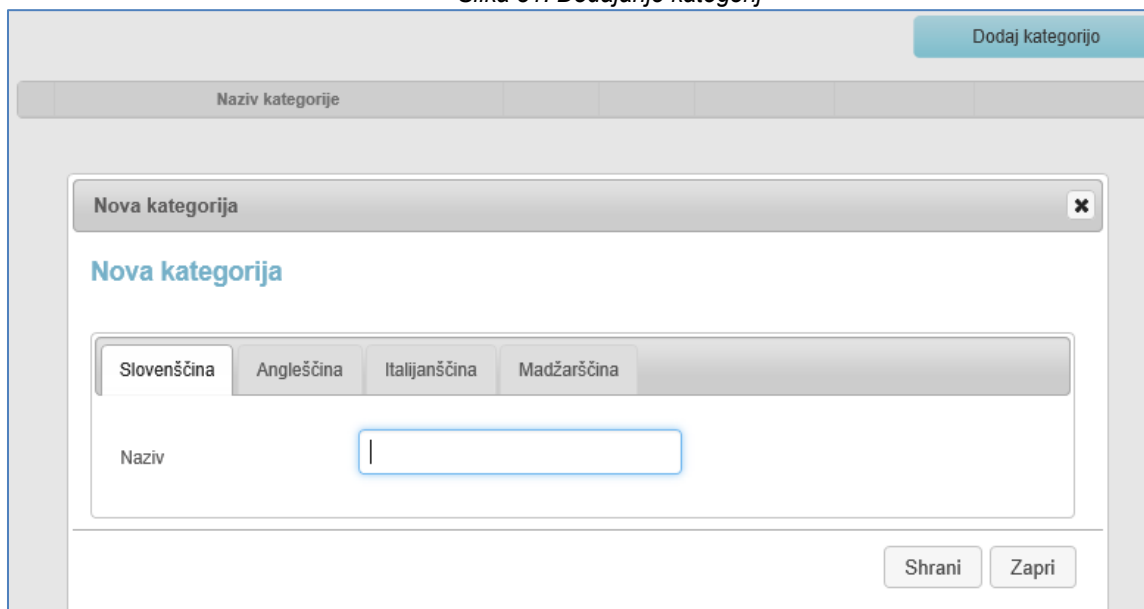 Dodaj kategorijo
Naziv kategorije
Nova kategorija
Nova kategorija
Slovenščina Angleščina Italijanščina Madžarščina
Naziv
Shrani Zapri